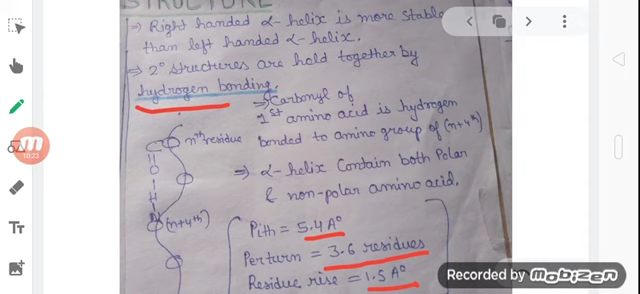 STRUCTURE
→ Right handed α-helix is more stable
than left handed α-helix.
⇒ 2° structures are hold together by
hydrogen bonding.
⇒ Carbonyl of
1st amino acid is hydrogen
bonded to amino group of (n+4th)
nth residue
C
O
H
N
(n+4th)
⇒ α-helix Contain both Polar
& non-polar amino acid.
Pith = 5.4 A°
Perturn = 3.6 residues
Residue rise = 1.5 A°
M
10:23
TT
Recorded by Mobizen